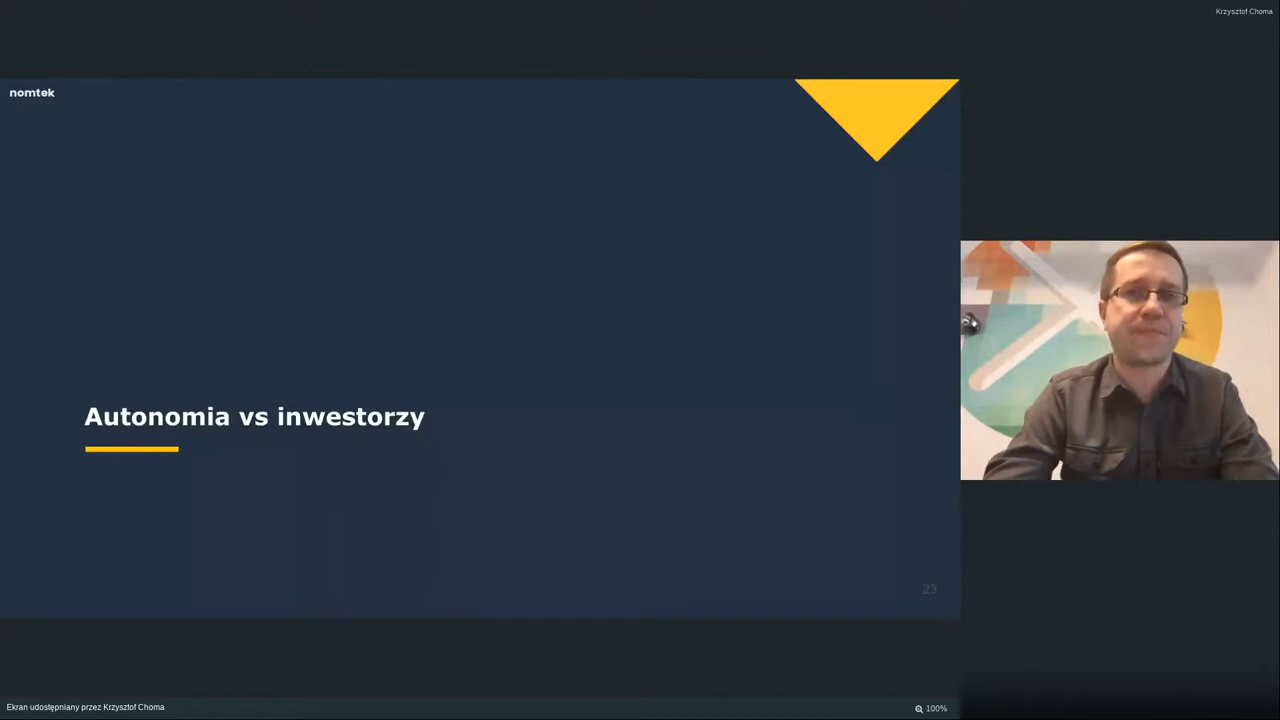 Krzysztof Choma
nomtek
Autonomia vs inwestorzy
23
Ekran udostępniany przez Krzysztof Choma
100%